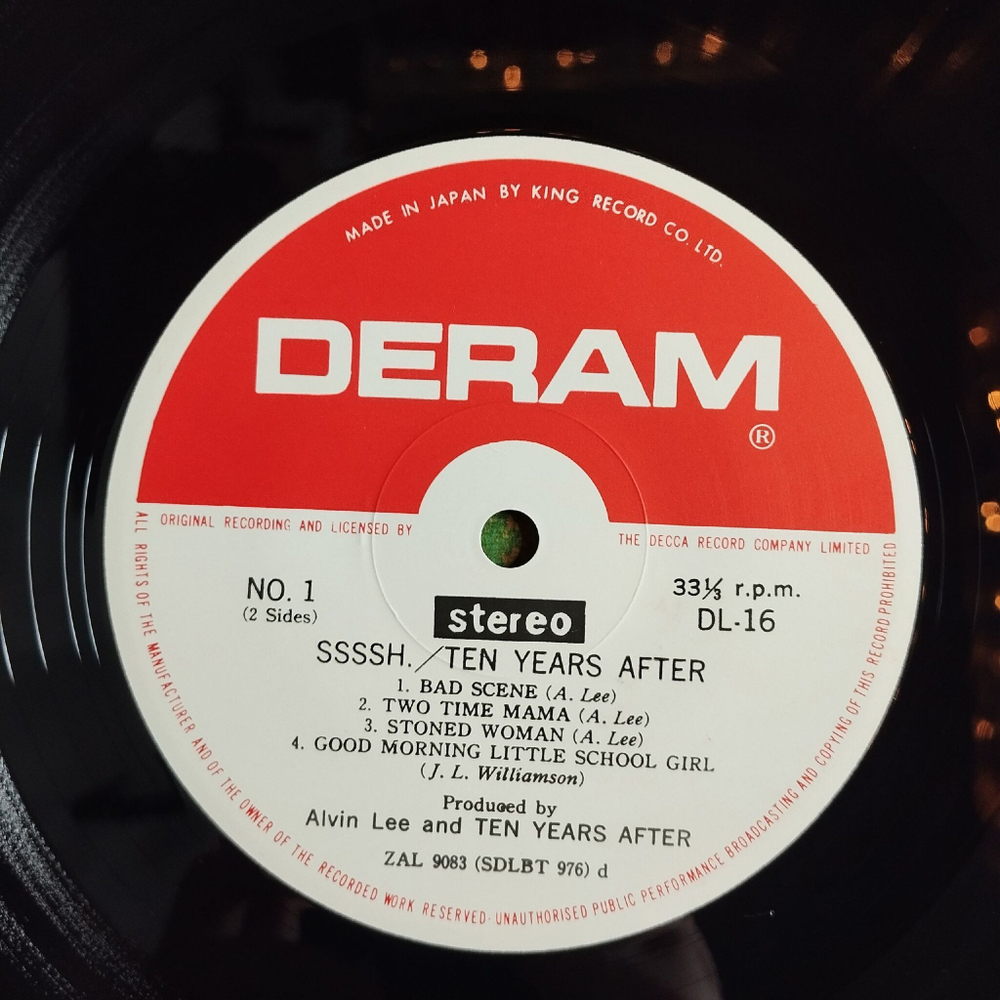 MADE IN JAPAN BY KING RECORD CO. LTD.
DERAM
®
ORIGINAL RECORDING AND LICENSED BY
THE DECCA RECORD COMPANY LIMITED
NO. 1
(2 Sides)
33⅓ r.p.m.
DL-16
stereo
SSSSH./TEN YEARS AFTER
1. BAD SCENE (A. Lee)
2. TWO TIME MAMA (A. Lee)
3. STONED WOMAN (A. Lee)
4. GOOD MORNING LITTLE SCHOOL GIRL
(J. L. Williamson)
Produced by
Alvin Lee and TEN YEARS AFTER
ZAL 9083 (SDLBT 976) d
ALL RIGHTS OF THE MANUFACTURER AND OF THE OWNER OF THE RECORDED WORK RESERVED· UNAUTHORISED PUBLIC PERFORMANCE BROADCASTING AND COPYING OF THIS RECORD PROHIBITED